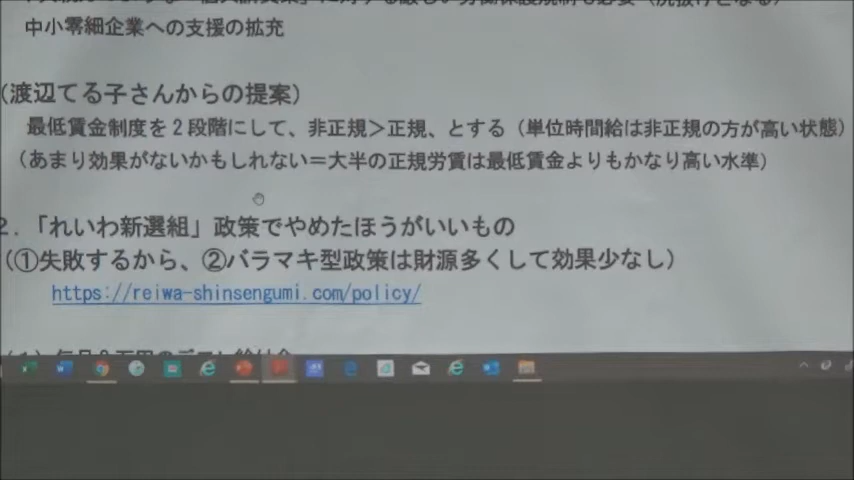 中小零細企業への支援の拡充
(渡辺てる子さんからの提案)
最低賃金制度を2段階にして、非正規＞正規、とする（単位時間給は非正規の方が高い状態）
（あまり効果がないかもしれない＝大半の正規労賃は最低賃金よりもかなり高い水準）
2．「れいわ新選組」政策でやめたほうがいいもの
（①失敗するから、②バラマキ型政策は財源多くして効果少なし）
https://reiwa-shinsengumi.com/policy/